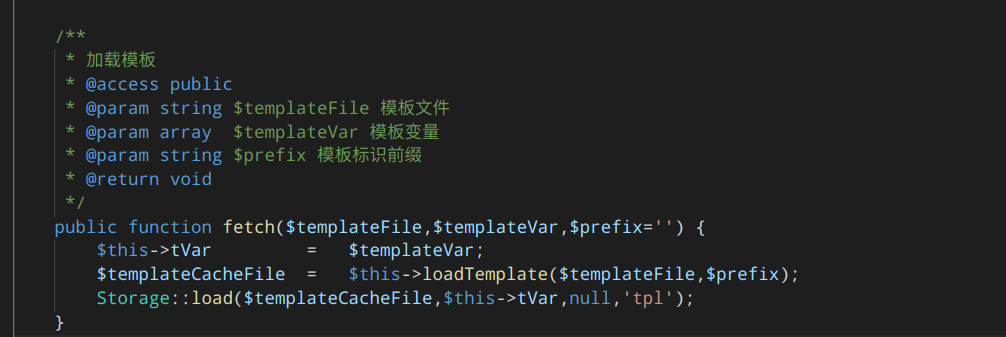 /**
 * 加载模板
 * @access public
 * @param string $templateFile 模板文件
 * @param array  $templateVar 模板变量
 * @param string $prefix 模板标识前缀
 * @return void
 */
public function fetch($templateFile,$templateVar,$prefix='') {
    $this->tVar         =   $templateVar;
    $templateCacheFile  =   $this->loadTemplate($templateFile,$prefix);
    Storage::load($templateCacheFile,$this->tVar,null,'tpl');
}